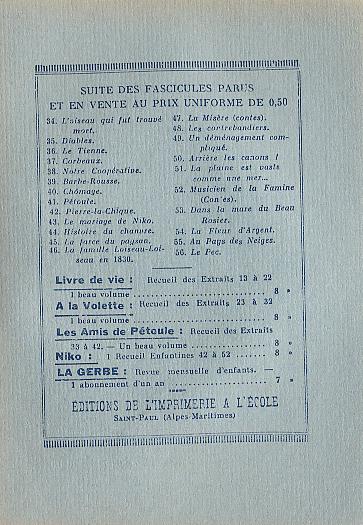 SUITE DES FASCICULES PARUS
ET EN VENTE AU PRIX UNIFORME DE 0,50
34. L'oiseau qui fut trouvé
mort.
35. Diables.
36. Le Tienne.
37. Corbeaux.
38. Notre Coopérative.
39. Barbe-Rousse.
40. Chômage.
41. Pétoule.
42. Pierre-la-Chique.
43. Le mariage de Niko.
44. Histoire du chanvre.
45. La farce du paysan.
46. La famille Loiseau-Loi-
seau en 1830.
47. La Misère (contes).
48. Les contrebandiers.
49. Un déménagement com-
pliqué.
50. Arrière les canons !
51. La plaine est vaste
comme une mer...
52. Musicien de la Famine
(Con'es).
53. Dans la mare du Beau
Rosier.
54. La Fleur d'Argent.
55. Au Pays des Neiges.
56. Le Pec.
Livre de vie : Recueil des Extraits 13 à 22
1 beau volume .................... 8 »
A la Volette : Recueil des Extraits 23 à 32
1 beau volume .................... 8 »
Les Amis de Pétoule : Recueil des Extraits
33 à 42. — Un beau volume .......... 8 »
Niko : 1 Recueil Enfantines 42 à 52 ...... 8 »
LA GERBE : Revue mensuelle d'enfants. —
1 abonnement d'un an .................. 7 »
ÉDITIONS DE L'IMPRIMERIE A L'ÉCOLE
SAINT-PAUL (Alpes-Maritimes)